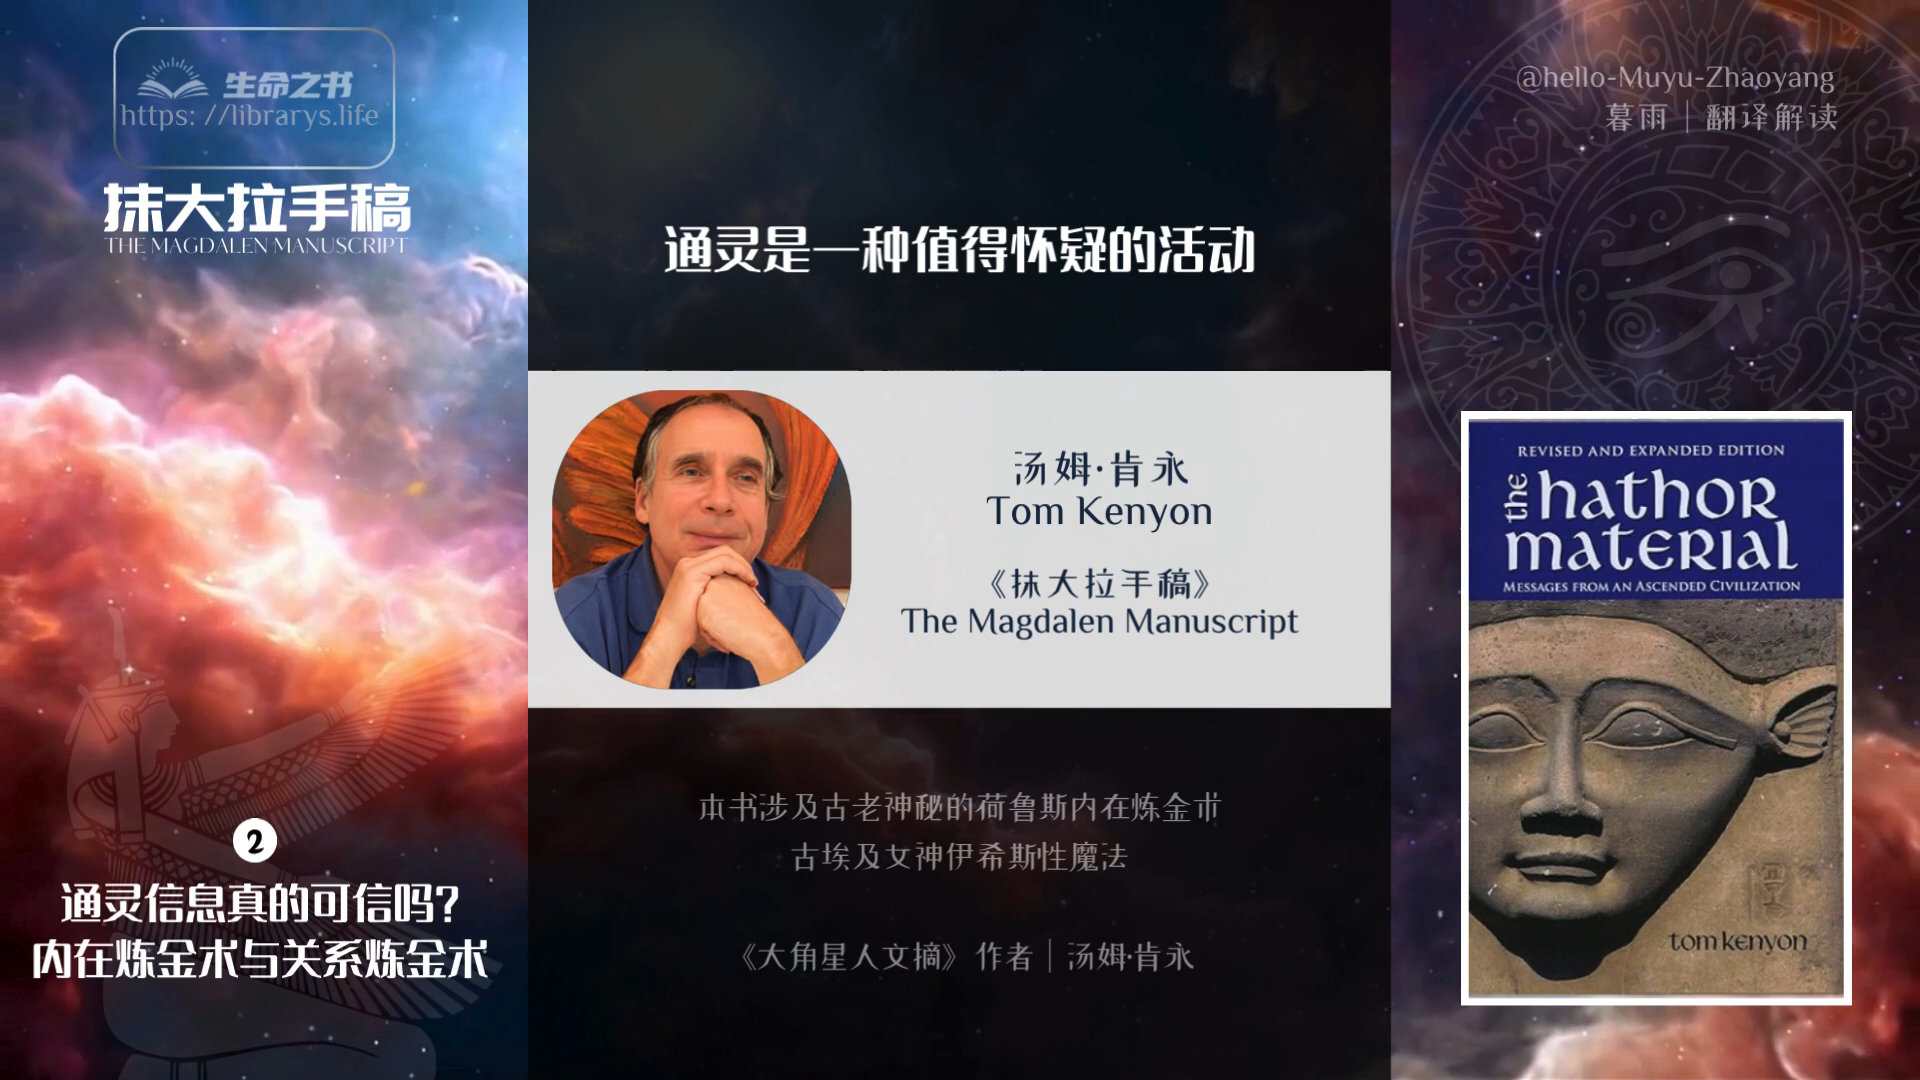 生命之书
https: //librarys.life
抹大拉手稿
THE MAGDALEN MANUSCRIPT
2
通灵信息真的可信吗?
内在炼金术与关系炼金术
通灵是一种值得怀疑的活动
汤姆·肯永
Tom Kenyon
《抹大拉手稿》
The Magdalen Manuscript
本书涉及古老神秘的荷鲁斯内在炼金术
古埃及女神伊希斯性魔法
《大角星人文摘》作者｜汤姆·肯永
@hello-Muyu-Zhaoyang
暮雨｜翻译解读
REVISED AND EXPANDED EDITION
the hathor
material
MESSAGES FROM AN ASCENDED CIVILIZATION
tom kenyon